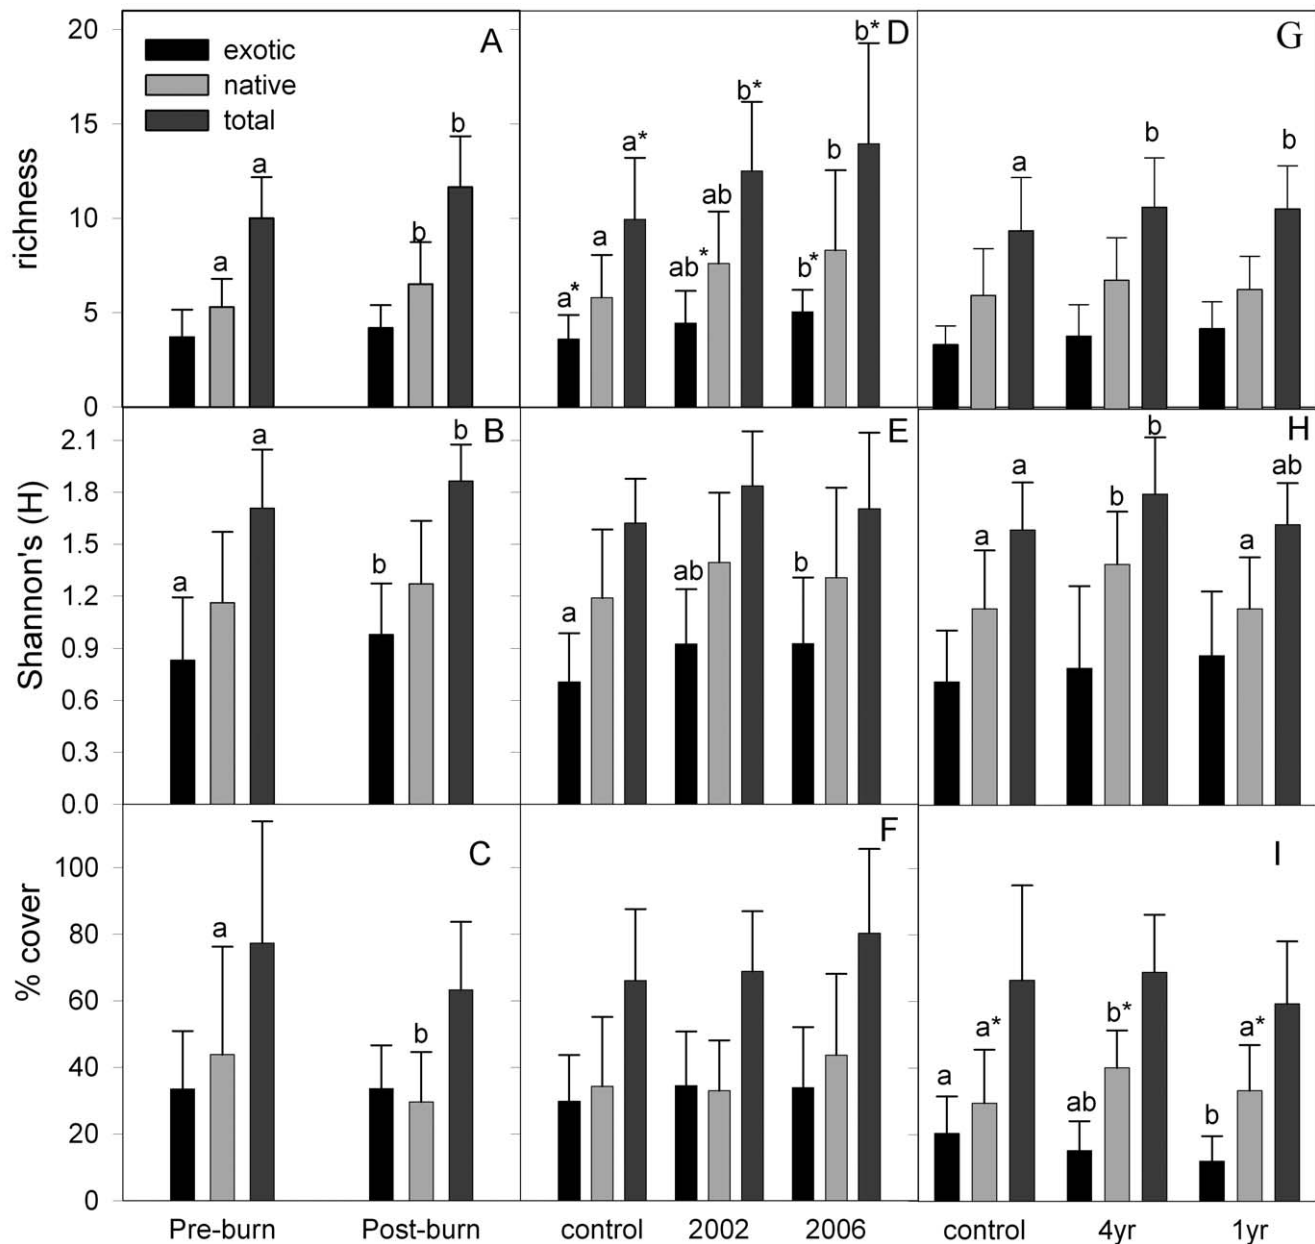 20
15
10
5
0
richness
exotic
native
total
A
a
a
b
b
D
a*
a
a*
ab*
ab
b*
b*
b
b*
G
a
b
b
2.1
1.8
1.5
1.2
0.9
0.6
0.3
0.0
Shannon's (H)
B
a
a
b
b
E
a
ab
b
H
a
a
b
b
a
ab
100
80
60
40
20
0
% cover
C
a
b
F
I
a
a*
ab
b*
b
a*
Pre-burn Post-burn control 2002 2006 control 4yr 1yr